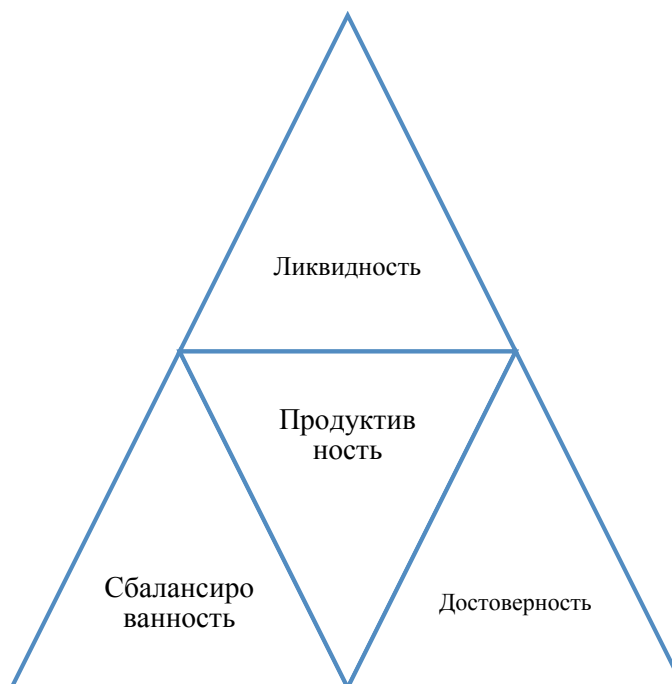 Ликвидность
Продуктив
ность
Сбалансиро
ванность
Достоверность